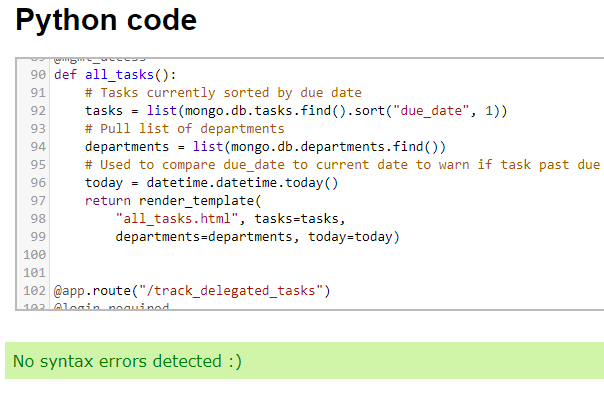 Python code
89 @mgmt_access
90 def all_tasks():
91 # Tasks currently sorted by due date
92 tasks = list(mongo.db.tasks.find().sort("due_date", 1))
93 # Pull list of departments
94 departments = list(mongo.db.departments.find())
95 # Used to compare due_date to current date to warn if task past due
96 today = datetime.datetime.today()
97 return render_template(
98 "all_tasks.html", tasks=tasks,
99 departments=departments, today=today)
100
101
102 @app.route("/track_delegated_tasks")
103 @login_required
No syntax errors detected :)